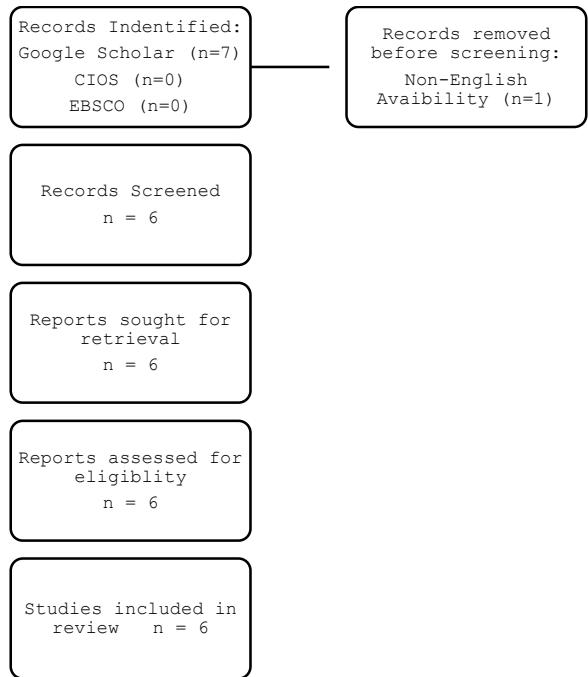 Records Indentified:
Google Scholar (n=7)
CIOS (n=0)
EBSCO (n=0)
Records removed
before screening:
Non-English
Avaibility (n=1)
Records Screened
n = 6
Reports sought for
retrieval
n = 6
Reports assessed for
eligiblity
n = 6
Studies included in
review n = 6